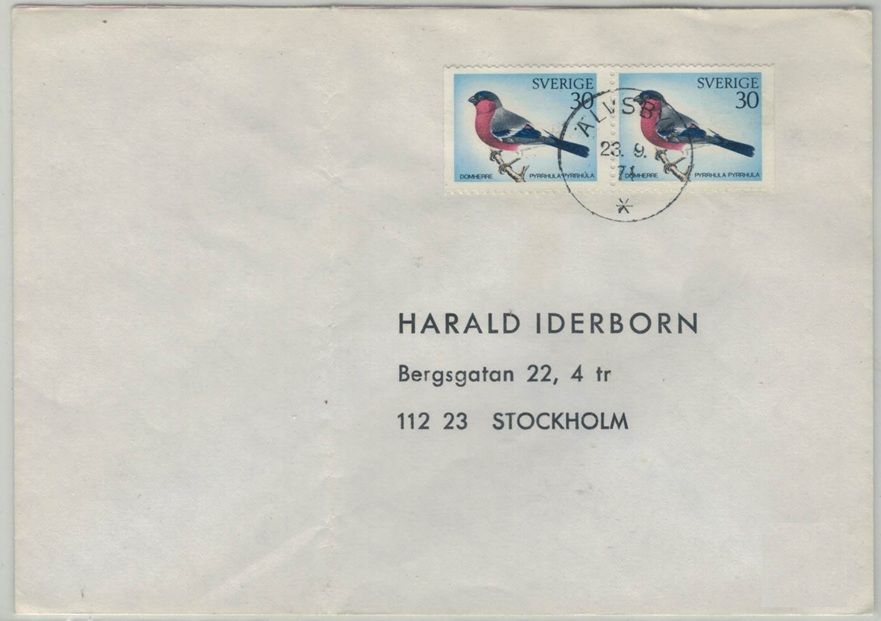 SVERIGE
30
DOMHERRE PYRRHULA PYRRHULA
SVERIGE
30
DOMHERRE PYRRHULA PYRRHULA
23. 9.
71
HARALD IDERBORN
Bergsgatan 22, 4 tr
112 23 STOCKHOLM